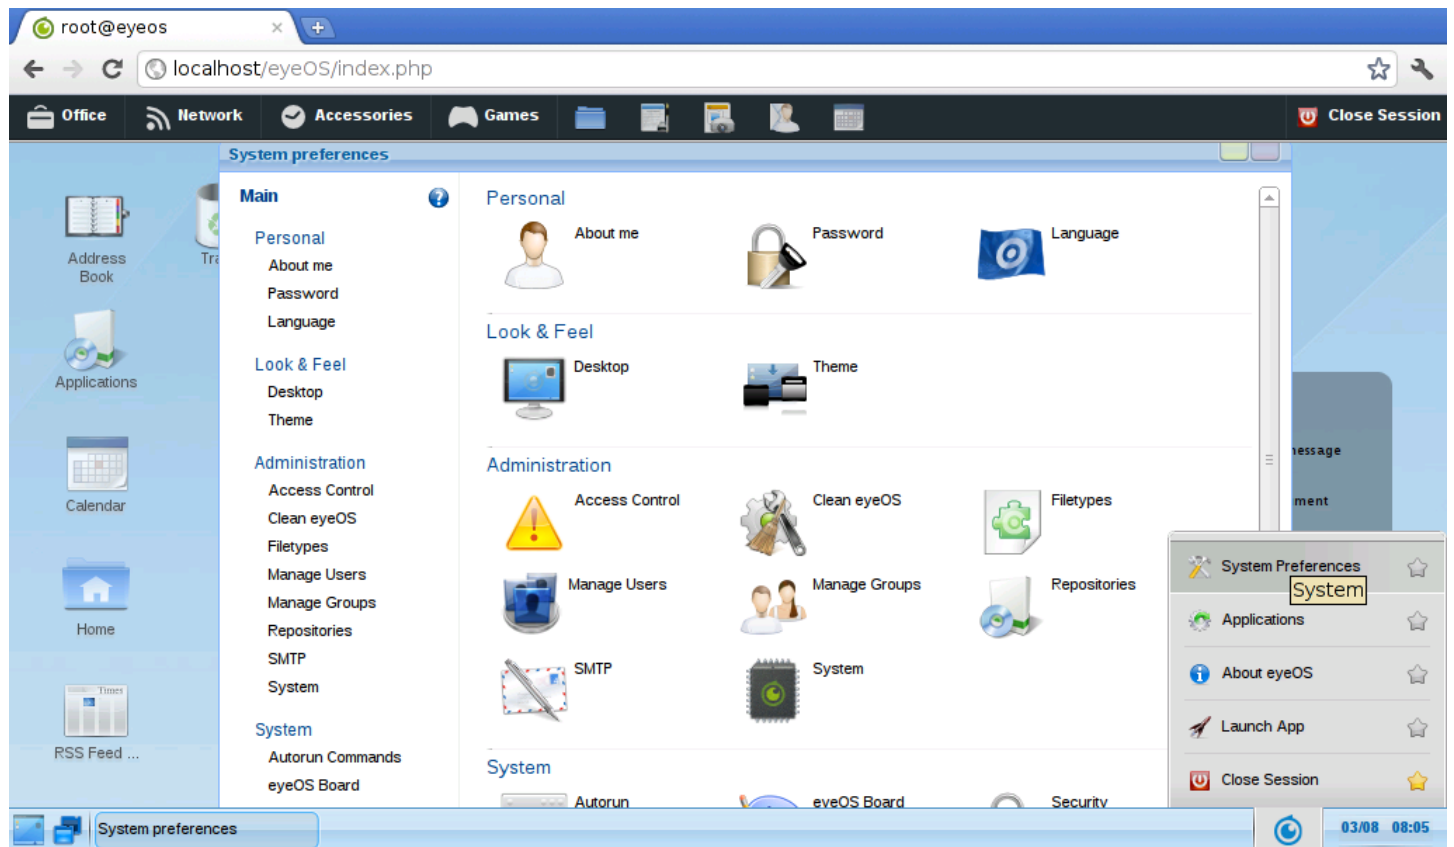 root@eyeos
localhost/eyeOS/index.php
Office Network Accessories Games Close Session
System preferences
Address
Book
Applications
Calendar
Home
Times
RSS Feed ...
Main
Personal
About me
Password
Language
Look & Feel
Desktop
Theme
Administration
Access Control
Clean eyeOS
Filetypes
Manage Users
Manage Groups
Repositories
SMTP
System
System
Autorun Commands
eyeOS Board
Personal
About me Password Language
Look & Feel
Desktop Theme
Administration
Access Control Clean eyeOS Filetypes
Manage Users Manage Groups Repositories
SMTP System
System
Autorun eyeOS Board Security
System Preferences
System
Applications
About eyeOS
Launch App
Close Session
System preferences
03/08 08:05